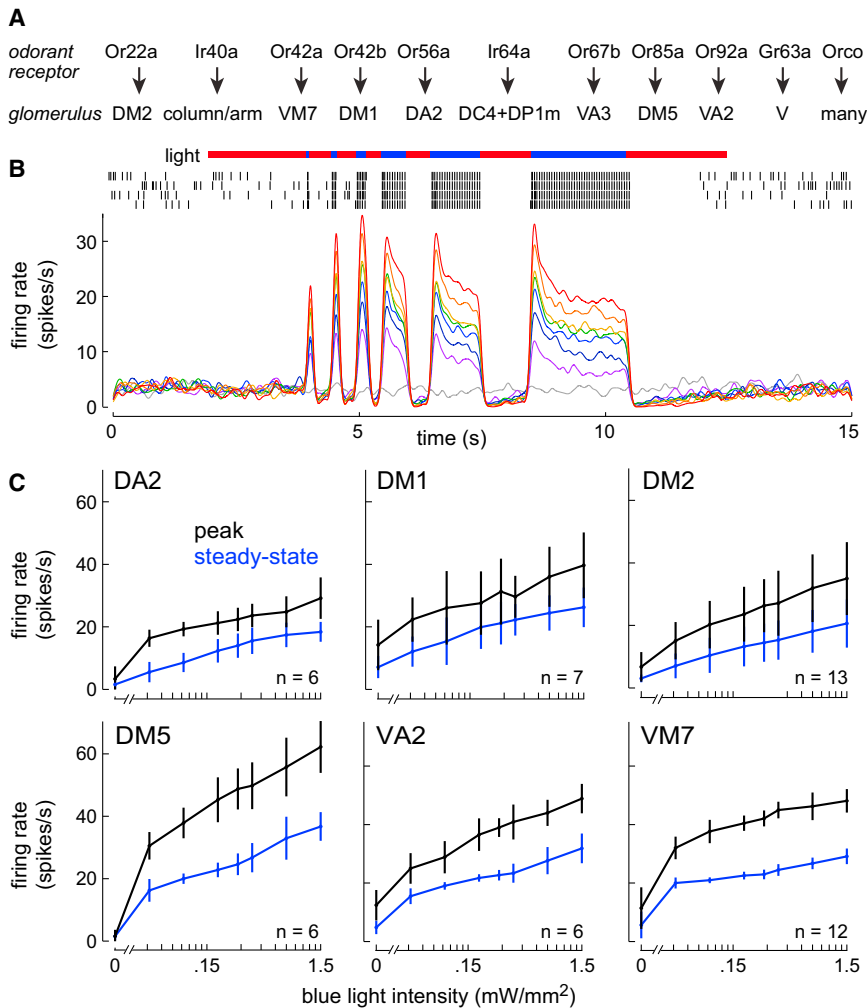 A
odorant receptor
Or22a Ir40a Or42a Or42b Or56a Ir64a Or67b Or85a Or92a Gr63a Orco
glomerulus DM2 column/arm VM7 DM1 DA2 DC4+DP1m VA3 DM5 VA2 V many
light
B
firing rate
(spikes/s)
30
20
10
0
0 5 10 15
time (s)
C
DA2
peak
steady-state
firing rate
(spikes/s)
60
40
20
0
0 .15 1.5
n = 6
DM1
n = 7
DM2
n = 13
DM5
firing rate
(spikes/s)
60
40
20
0
n = 6
0 .15 1.5
VA2
n = 6
0 .15 1.5
VM7
n = 12
0 .15 1.5
blue light intensity (mW/mm²)